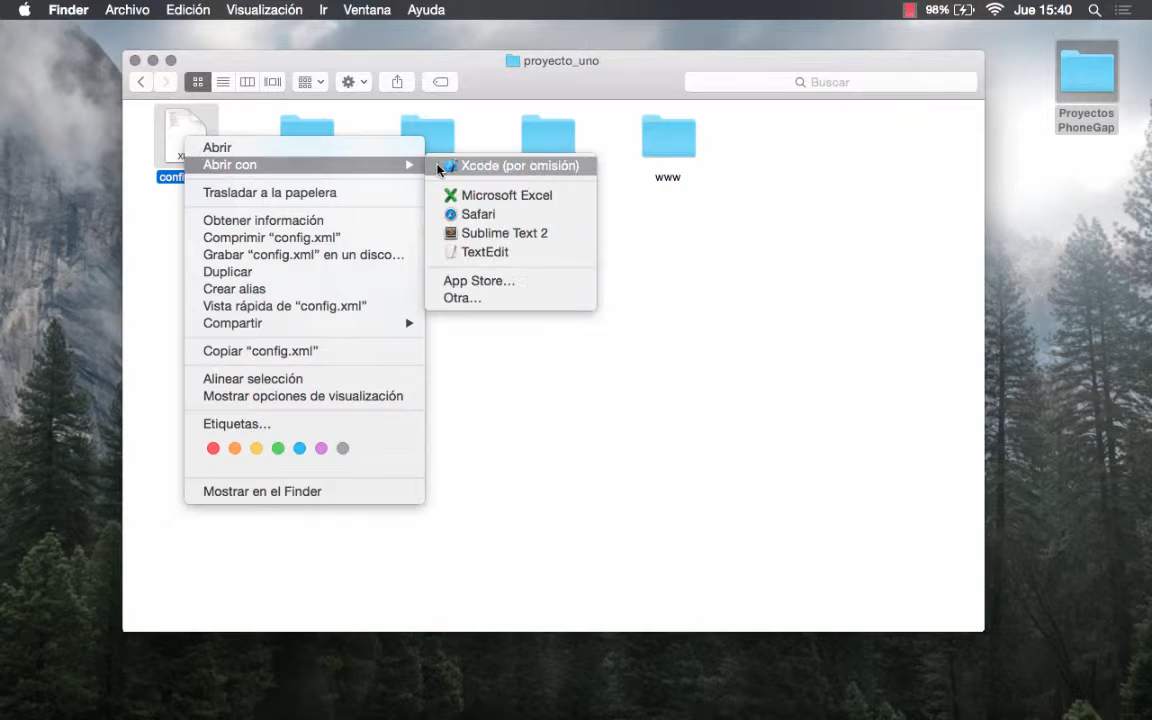 Finder Archivo Edición Visualización Ir Ventana Ayuda 98% Jue 15:40
proyecto_uno
Buscar
Proyectos
PhoneGap
www
Abrir
Abrir con
Trasladar a la papelera
Obtener información
Comprimir “config.xml”
Grabar “config.xml” en un disco...
Duplicar
Crear alias
Vista rápida de “config.xml”
Compartir
Copiar “config.xml”
Alinear selección
Mostrar opciones de visualización
Etiquetas...
Mostrar en el Finder
Xcode (por omisión)
Microsoft Excel
Safari
Sublime Text 2
TextEdit
App Store...
Otra...